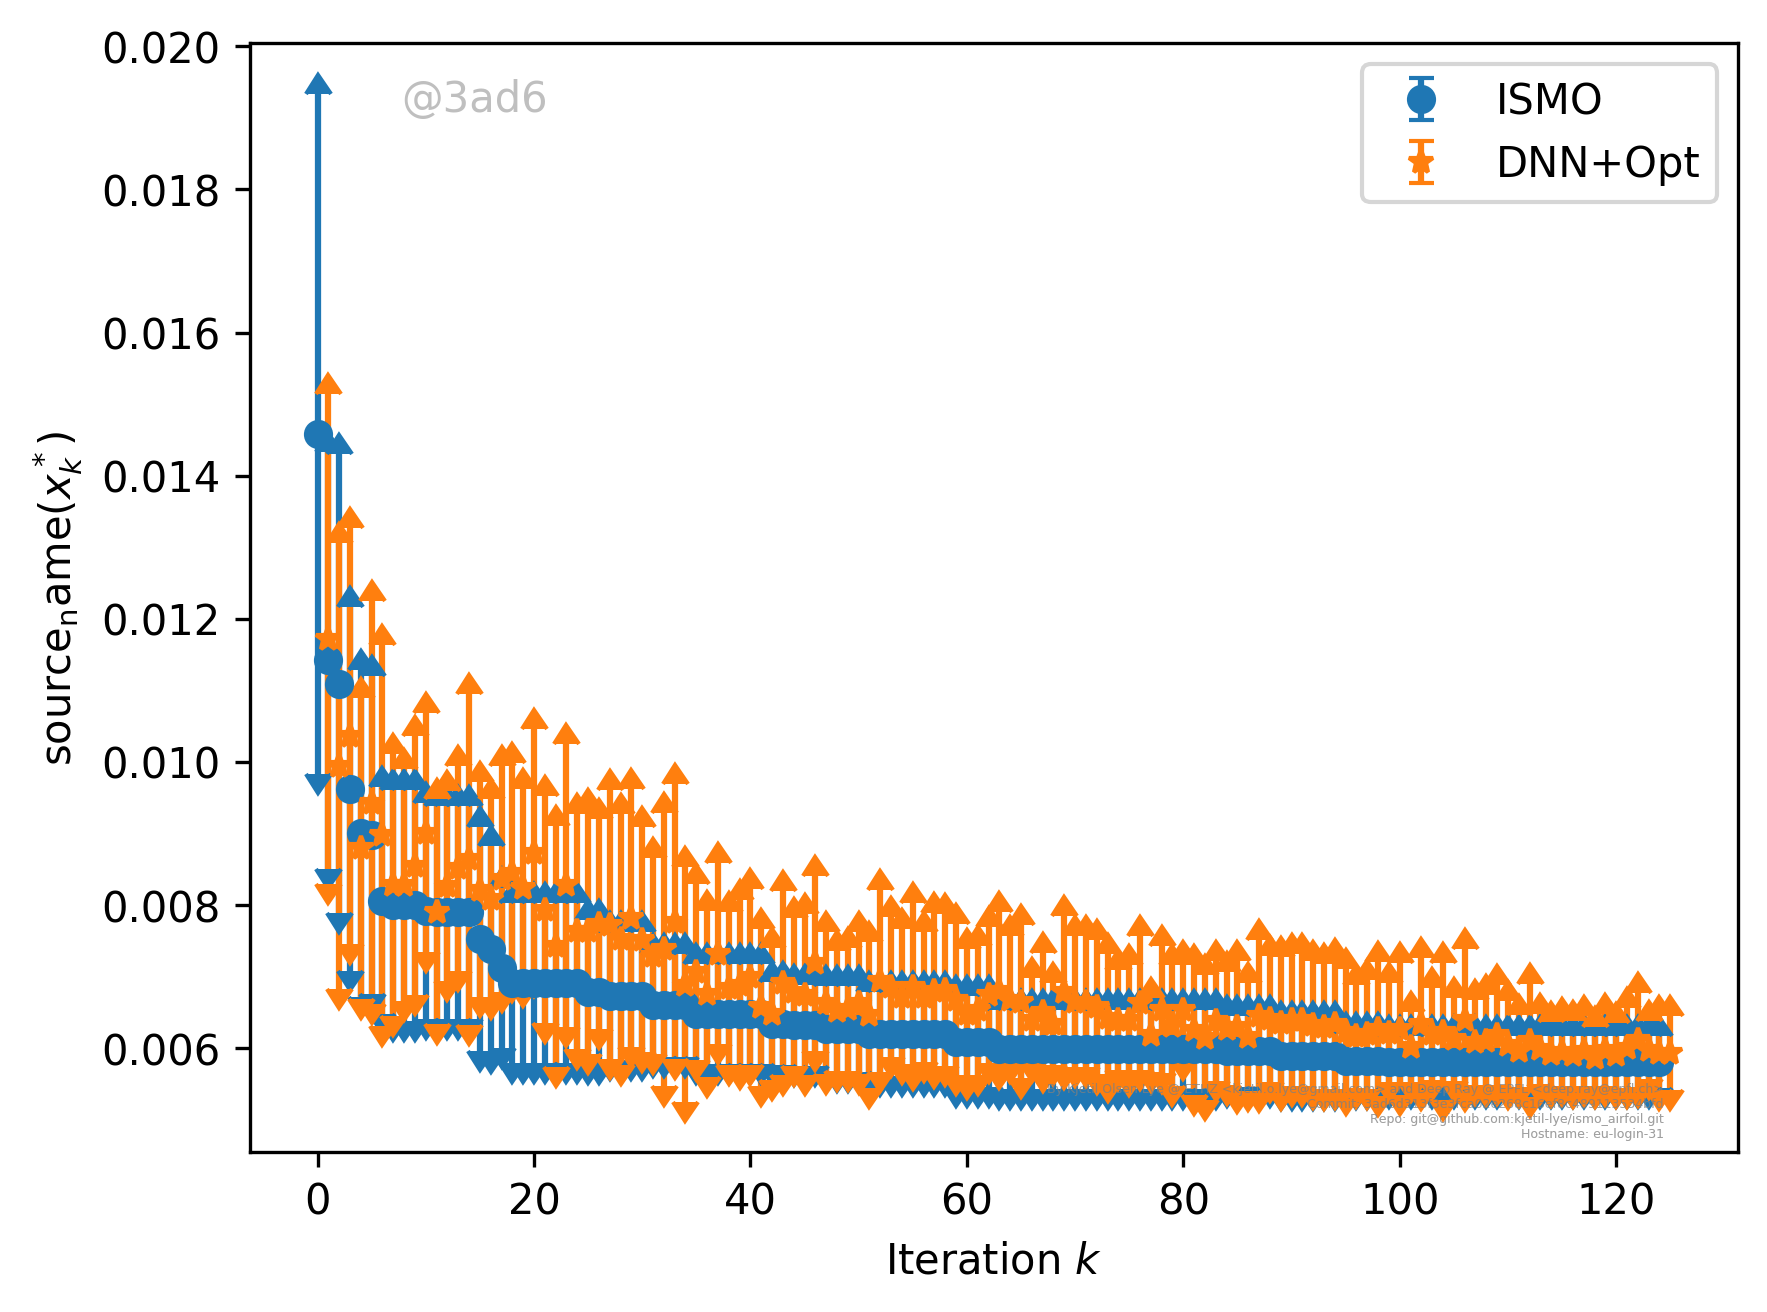 0.020
0.018
0.016
0.014
0.012
0.010
0.008
0.006
source_name(x*_k)
@3ad6
ISMO
DNN+Opt
Repo: git@github.com:kjetil-lye/ismo_airfoil.git
Hostname: eu-login-31
0 20 40 60 80 100 120
Iteration k